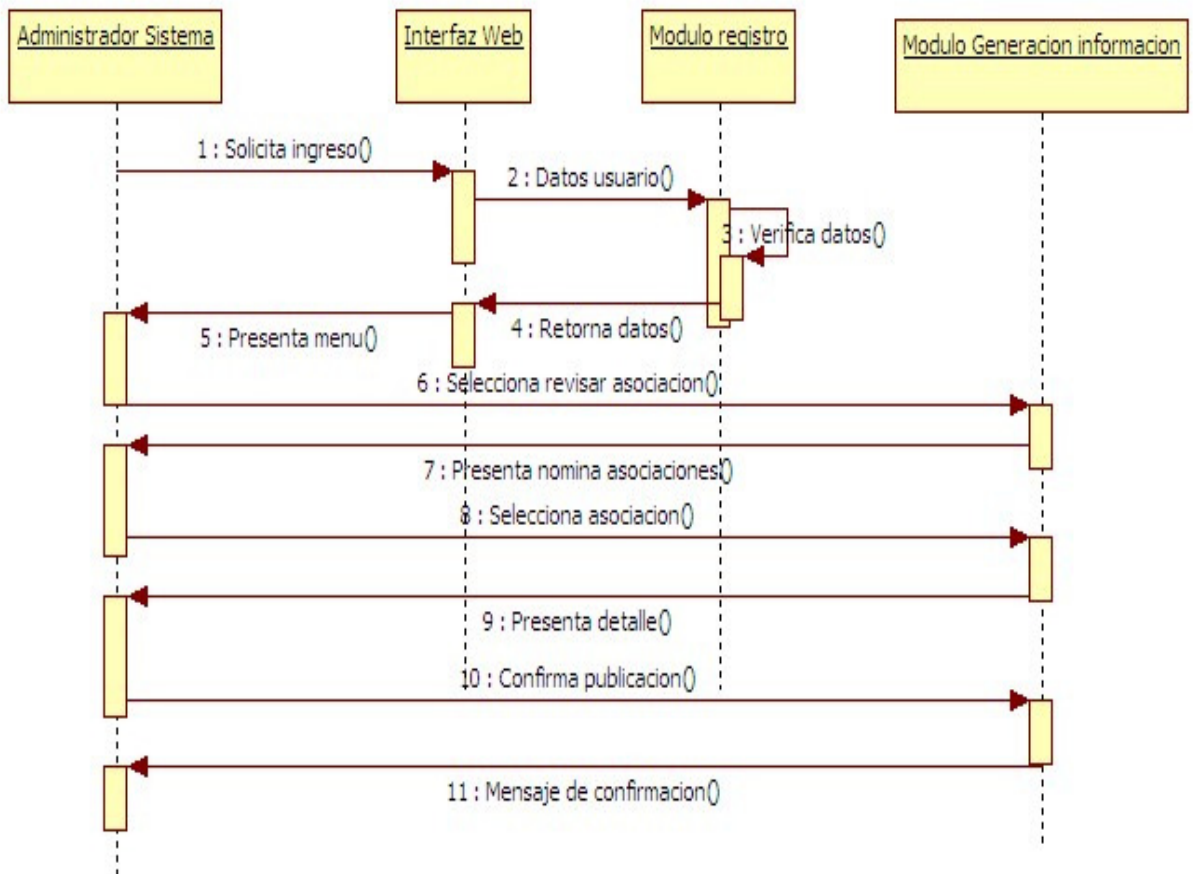 Administrador Sistema
Interfaz Web
Modulo registro
Modulo Generacion informacion
1 : Solicita ingreso()
2 : Datos usuario()
3 : Verifica datos()
4 : Retorna datos()
5 : Presenta menu()
6 : Selecciona revisar asociacion()
7 : Presenta nomina asociaciones()
8 : Selecciona asociacion()
9 : Presenta detalle()
10 : Confirma publicacion()
11 : Mensaje de confirmacion()